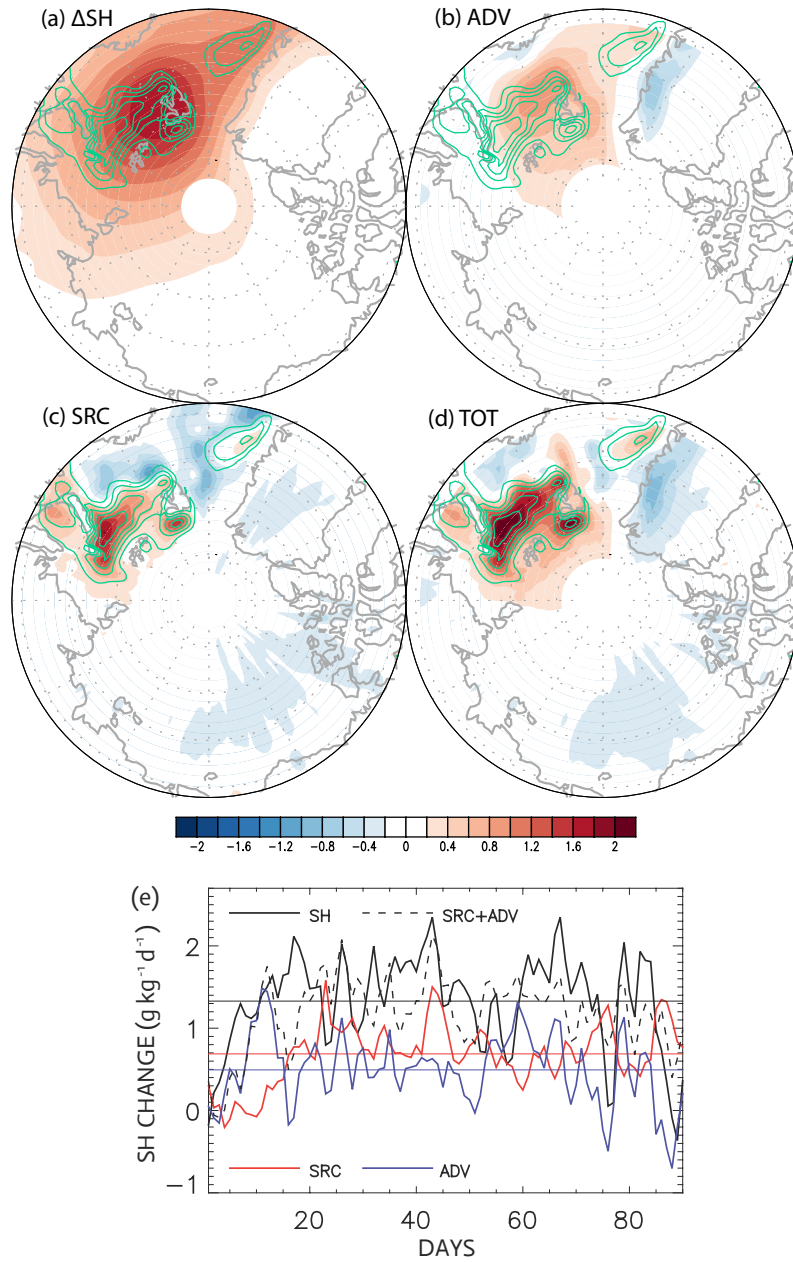 (a) ΔSH
(b) ADV
(c) SRC
(d) TOT
-2 -1.6 -1.2 -0.8 -0.4 0 0.4 0.8 1.2 1.6 2
(e)
SH SRC+ADV
2
1
0
−1
SH CHANGE (g kg⁻¹ d⁻¹)
SRC ADV
20 40 60 80
DAYS